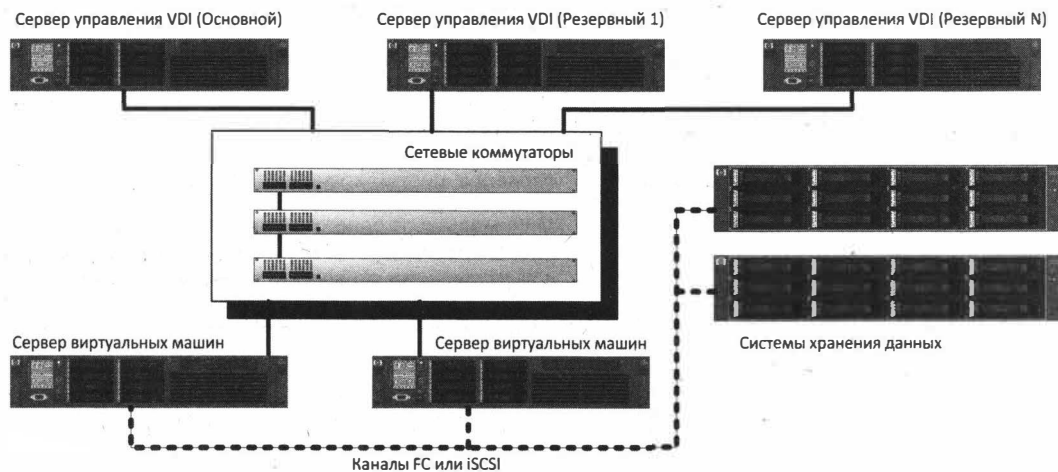 Сервер управления VDI (Основной)
Сервер управления VDI (Резервный 1)
Сервер управления VDI (Резервный N)
Сетевые коммутаторы
Сервер виртуальных машин
Сервер виртуальных машин
Системы хранения данных
Каналы FC или iSCSI